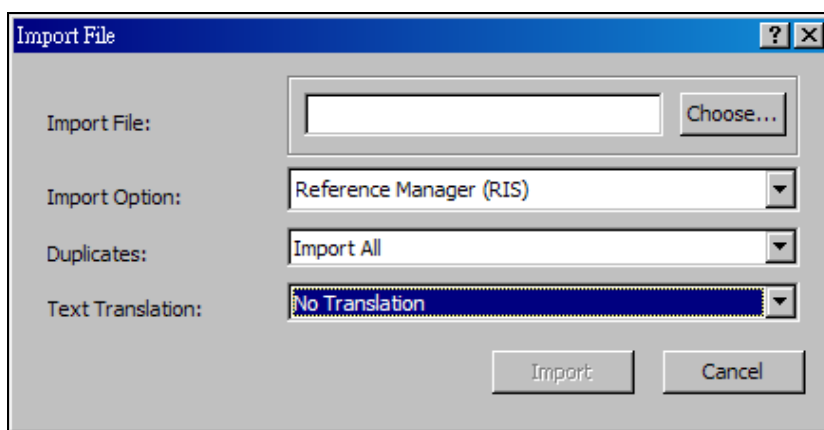 Import File
Import File:
Choose...
Import Option:
Reference Manager (RIS)
Duplicates:
Import All
Text Translation:
No Translation
Import
Cancel